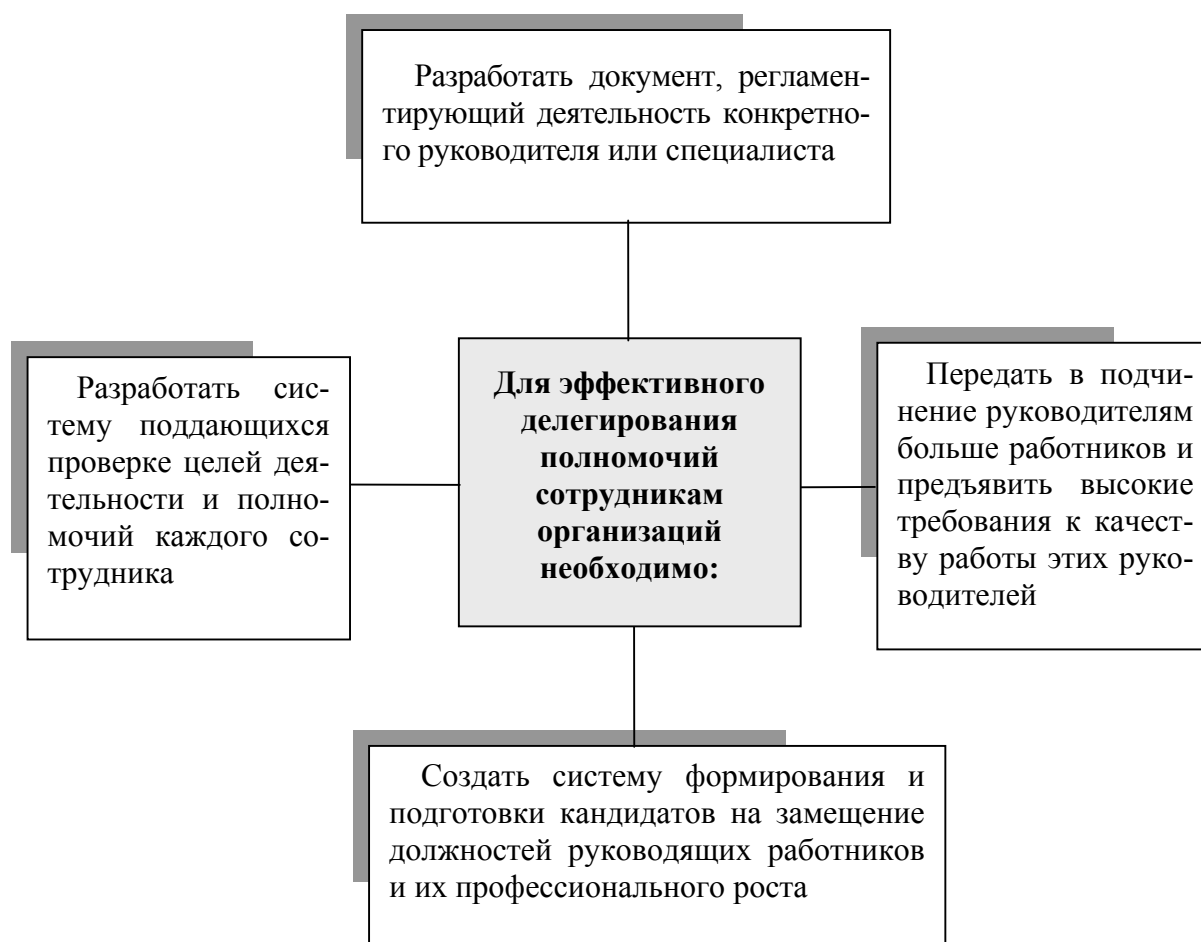 Разработать документ, регламен-
тирующий деятельность конкретно-
го руководителя или специалиста
Разработать сис-
тему поддающихся
проверке целей дея-
тельности и полно-
мочий каждого со-
трудника
Для эффективного
делегирования
полномочий
сотрудникам
организаций
необходимо:
Передать в подчи-
нение руководителям
больше работников и
предъявить высокие
требования к качест-
ву работы этих руко-
водителей
Создать систему формирования и
подготовки кандидатов на замещение
должностей руководящих работников
и их профессионального роста